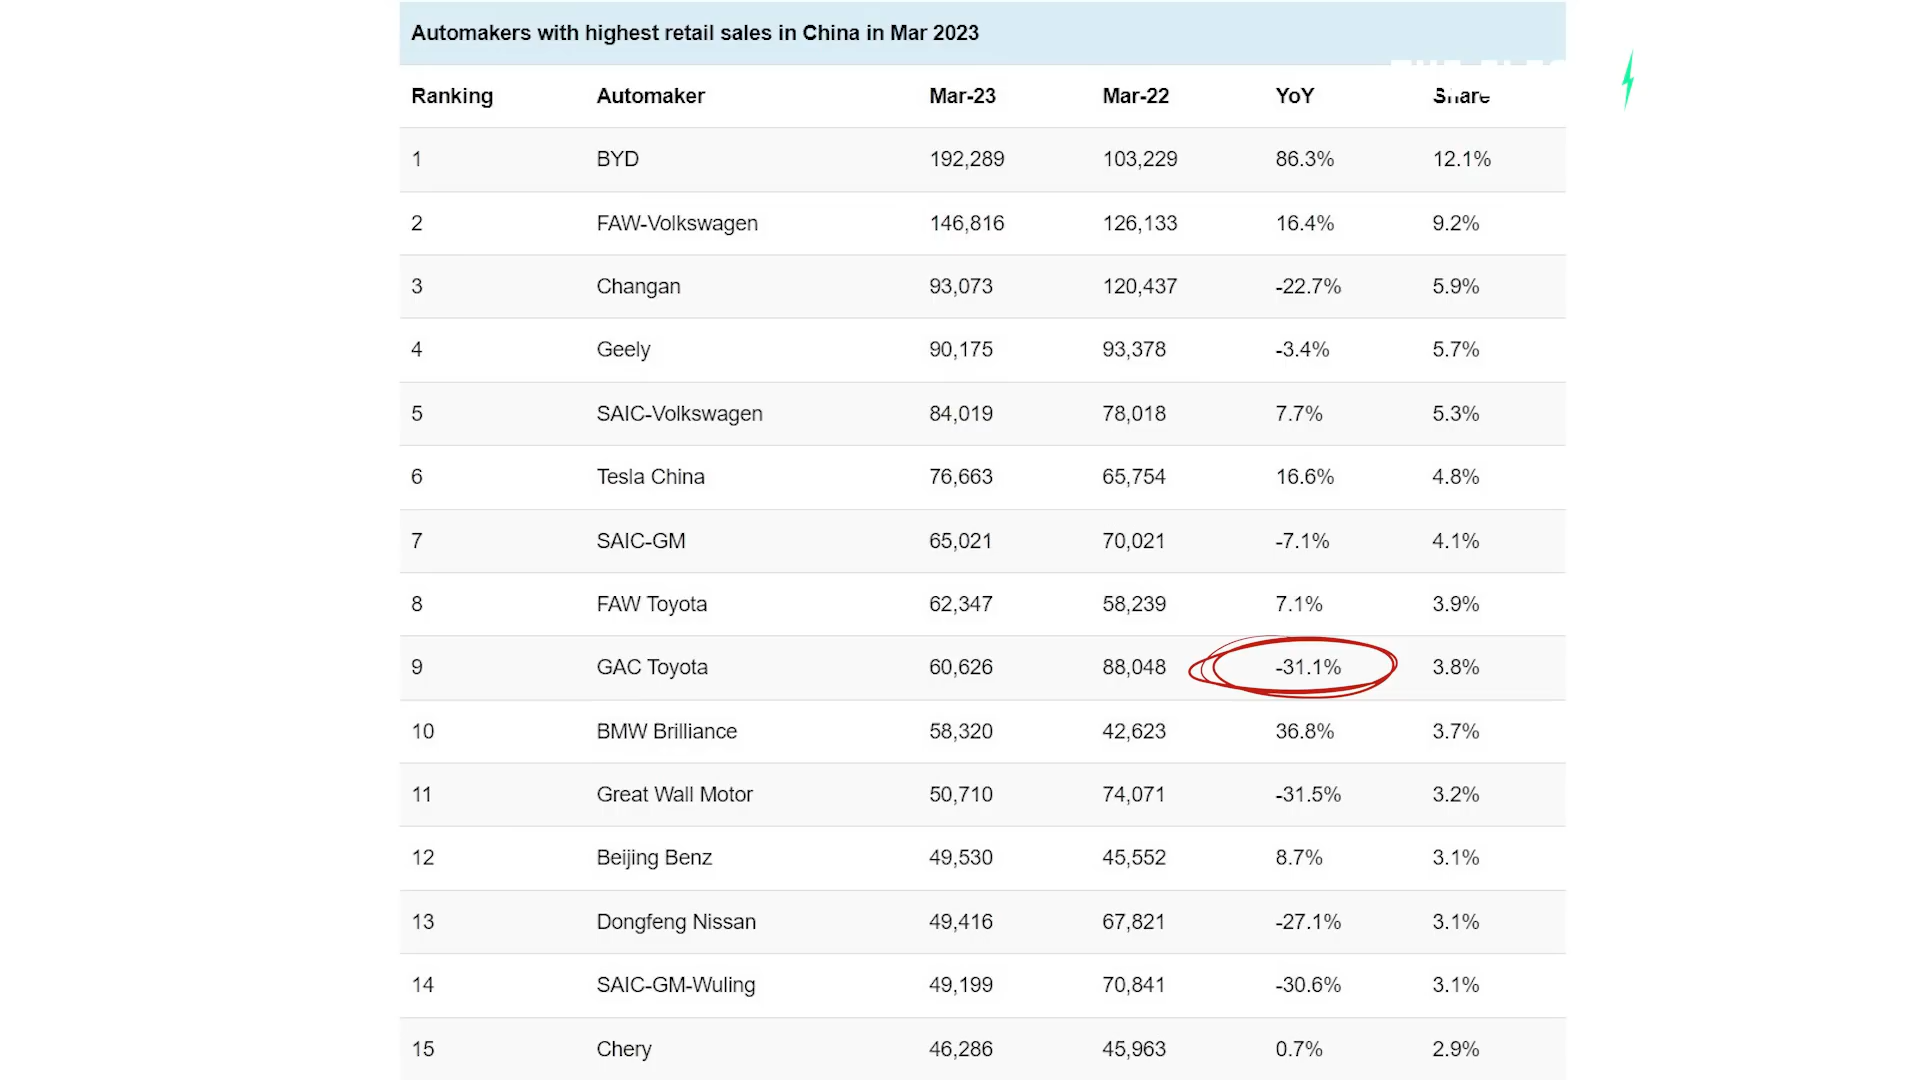 Automakers with highest retail sales in China in Mar 2023
Ranking Automaker Mar-23 Mar-22 YoY Share
1 BYD 192,289 103,229 86.3% 12.1%
2 FAW-Volkswagen 146,816 126,133 16.4% 9.2%
3 Changan 93,073 120,437 -22.7% 5.9%
4 Geely 90,175 93,378 -3.4% 5.7%
5 SAIC-Volkswagen 84,019 78,018 7.7% 5.3%
6 Tesla China 76,663 65,754 16.6% 4.8%
7 SAIC-GM 65,021 70,021 -7.1% 4.1%
8 FAW Toyota 62,347 58,239 7.1% 3.9%
9 GAC Toyota 60,626 88,048 -31.1% 3.8%
10 BMW Brilliance 58,320 42,623 36.8% 3.7%
11 Great Wall Motor 50,710 74,071 -31.5% 3.2%
12 Beijing Benz 49,530 45,552 8.7% 3.1%
13 Dongfeng Nissan 49,416 67,821 -27.1% 3.1%
14 SAIC-GM-Wuling 49,199 70,841 -30.6% 3.1%
15 Chery 46,286 45,963 0.7% 2.9%